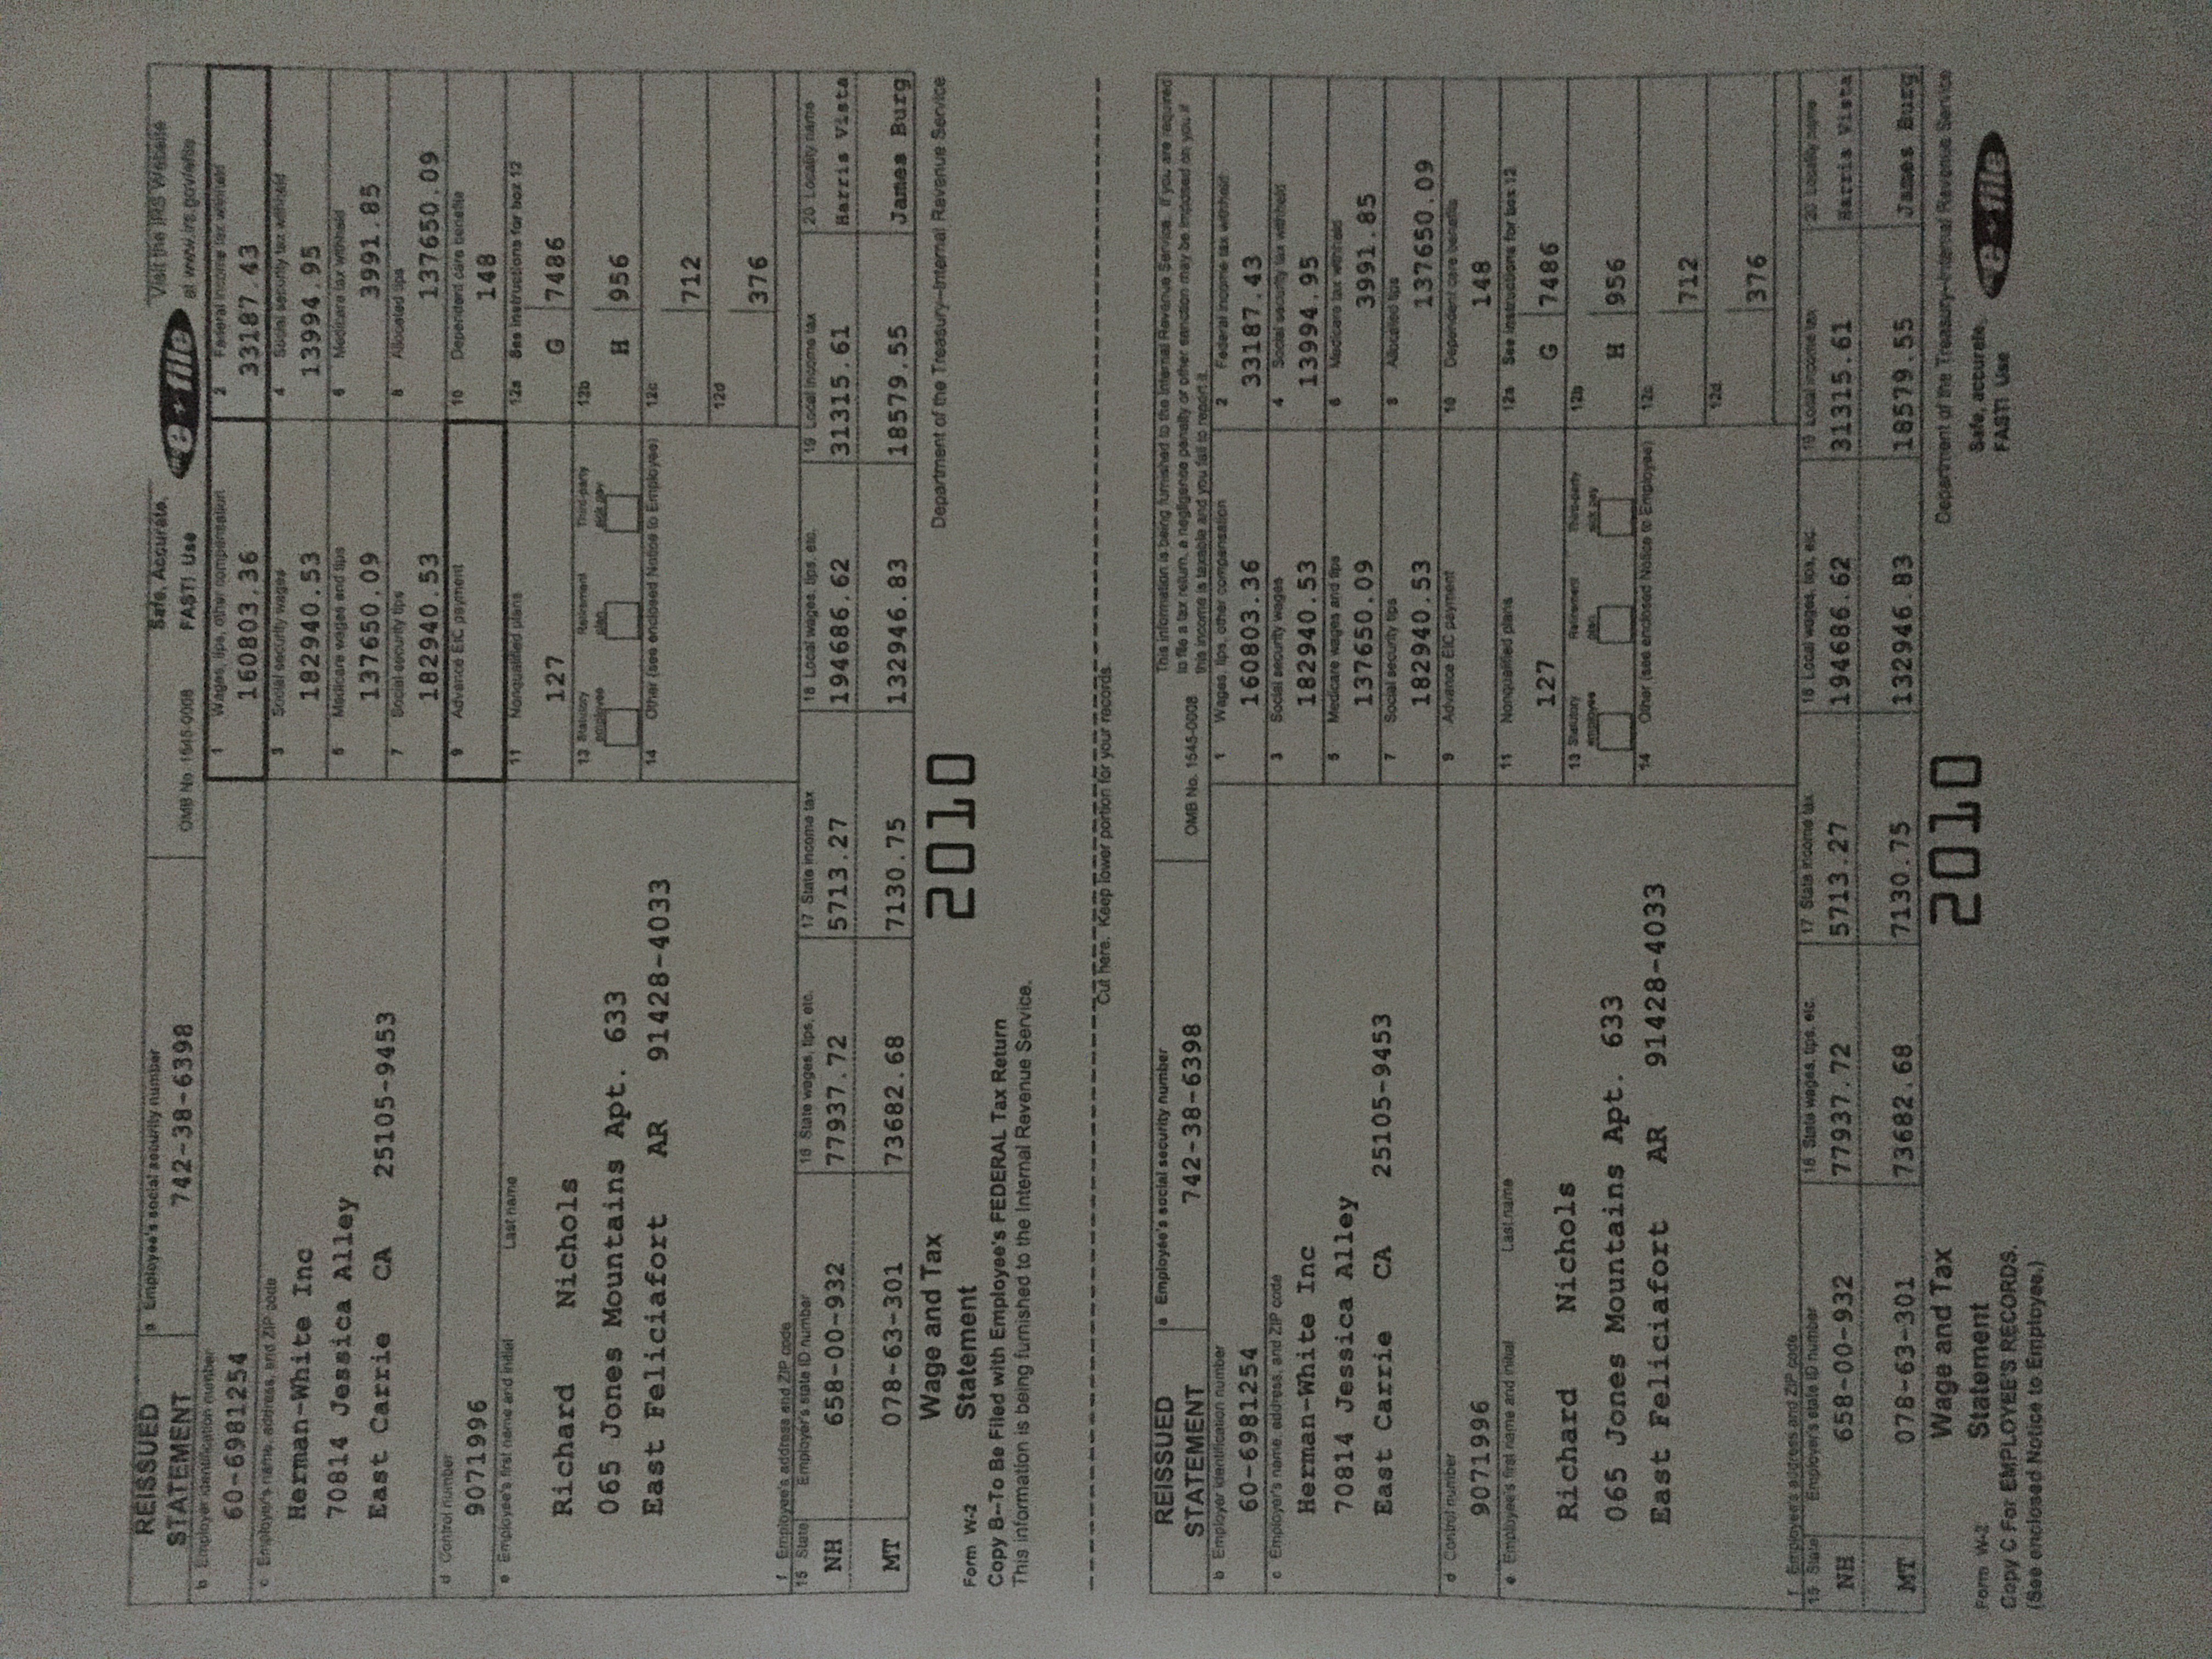 REISSUED STATEMENT
a Employee's social security number
742-38-6398
OMB No. 1545-0008
Safe, Accurate, FAST! Use
e-file
Visit the IRS Website at www.irs.gov/efile.
b Employer identification number
60-6981254
1 Wages, tips, other compensation
160803.36
2 Federal income tax withheld
33187.43
c Employer's name, address, and ZIP code
Herman-White Inc
70814 Jessica Alley
East Carrie CA 25105-9453
3 Social security wages
182940.53
4 Social security tax withheld
13994.95
5 Medicare wages and tips
137650.09
6 Medicare tax withheld
3991.85
7 Social security tips
182940.53
8 Allocated tips
137650.09
d Control number
9071996
9 Advance EIC payment
10 Dependent care benefits
148
e Employee's first name and initial Last name
Richard Nichols
065 Jones Mountains Apt. 633
East Feliciafort AR 91428-4033
11 Nonqualified plans
127
12a See instructions for box 12
G 7486
13 Statutory employee Retirement plan Third-party sick pay
12b
H 956
14 Other (see enclosed Notice to Employee)
12c
712
12d
376
f Employee's address and ZIP code
15 State Employer's state ID number 16 State wages, tips, etc. 17 State income tax 18 Local wages, tips, etc. 19 Local income tax 20 Locality name
NH 658-00-932 77937.72 5713.27 194686.62 31315.61 Harris Vista
MT 078-63-301 73682.68 7130.75 132946.83 18579.55 James Burg
Form W-2 Wage and Tax Statement
2010
Department of the Treasury--Internal Revenue Service
Copy B--To Be Filed with Employee's FEDERAL Tax Return
This information is being furnished to the Internal Revenue Service.
Cut here. Keep lower portion for your records.
REISSUED STATEMENT
a Employee's social security number
742-38-6398
OMB No. 1545-0008
This information is being furnished to the Internal Revenue Service. If you are required
to file a tax return, a negligence penalty or other sanction may be imposed on you if
this income is taxable and you fail to report it.
b Employer identification number
60-6981254
1 Wages, tips, other compensation
160803.36
2 Federal income tax withheld
33187.43
c Employer's name, address, and ZIP code
Herman-White Inc
70814 Jessica Alley
East Carrie CA 25105-9453
3 Social security wages
182940.53
4 Social security tax withheld
13994.95
5 Medicare wages and tips
137650.09
6 Medicare tax withheld
3991.85
7 Social security tips
182940.53
8 Allocated tips
137650.09
d Control number
9071996
9 Advance EIC payment
10 Dependent care benefits
148
e Employee's first name and initial Last name
Richard Nichols
065 Jones Mountains Apt. 633
East Feliciafort AR 91428-4033
11 Nonqualified plans
127
12a See instructions for box 12
G 7486
13 Statutory employee Retirement plan Third-party sick pay
12b
H 956
14 Other (see enclosed Notice to Employee)
12c
712
12d
376
f Employee's address and ZIP code
15 State Employer's state ID number 16 State wages, tips, etc. 17 State income tax 18 Local wages, tips, etc. 19 Local income tax 20 Locality name
NH 658-00-932 77937.72 5713.27 194686.62 31315.61 Harris Vista
MT 078-63-301 73682.68 7130.75 132946.83 18579.55 James Burg
Form W-2 Wage and Tax Statement
2010
Department of the Treasury--Internal Revenue Service
Copy C For EMPLOYEE'S RECORDS.
(See enclosed Notice to Employee.)
Safe, accurate, FAST! Use
e-file